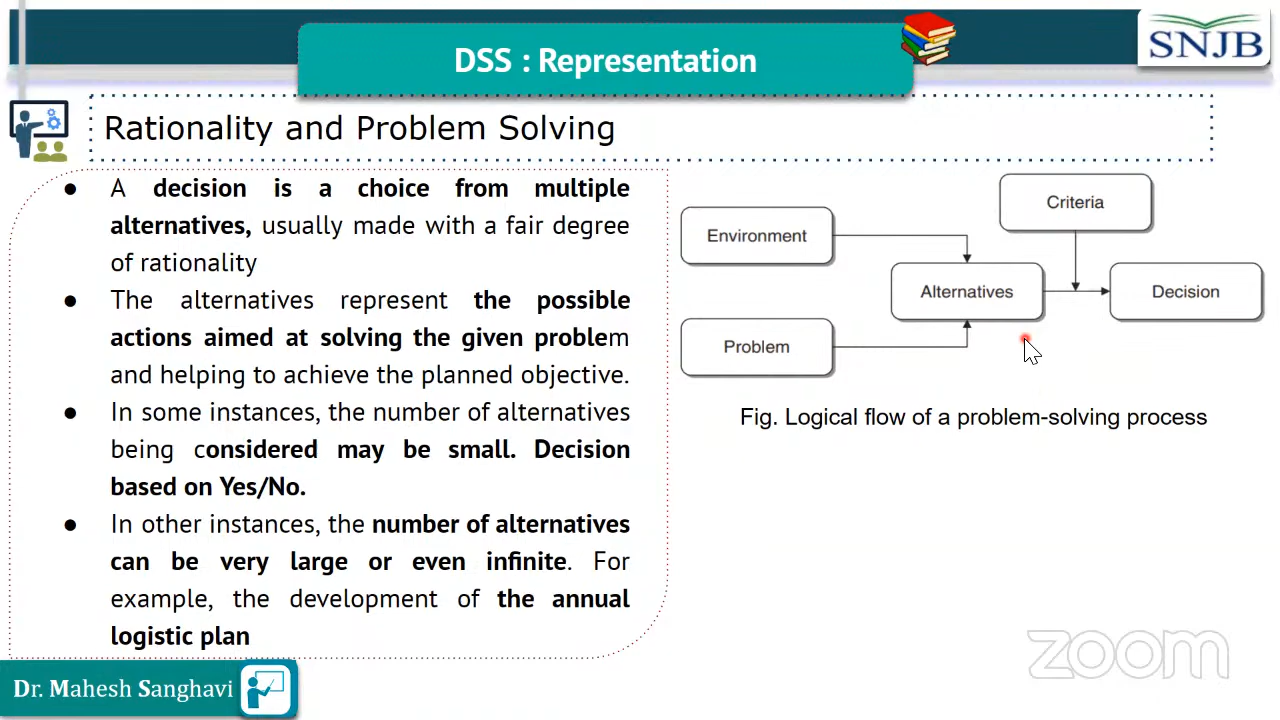 DSS : Representation
SNJB
Rationality and Problem Solving
● A decision is a choice from multiple
alternatives, usually made with a fair degree
of rationality
● The alternatives represent the possible
actions aimed at solving the given problem
and helping to achieve the planned objective.
● In some instances, the number of alternatives
being considered may be small. Decision
based on Yes/No.
● In other instances, the number of alternatives
can be very large or even infinite. For
example, the development of the annual
logistic plan
Criteria
Environment
Alternatives
Decision
Problem
Fig. Logical flow of a problem-solving process
zoom
Dr. Mahesh Sanghavi